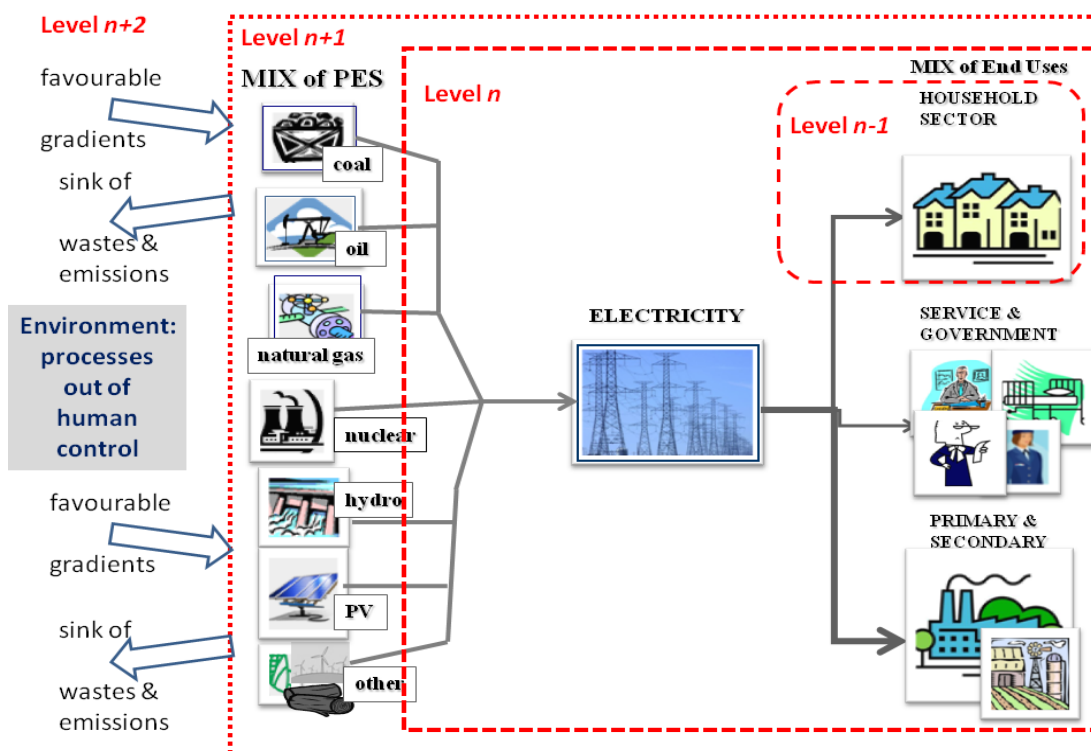 Level n+2
favourable
gradients
sink of
wastes &
emissions
Environment:
processes
out of
human
control
favourable
gradients
sink of
wastes &
emissions
Level n+1
MIX of PES
coal
oil
natural gas
nuclear
hydro
PV
other
Level n
ELECTRICITY
MIX of End Uses
HOUSEHOLD
SECTOR
Level n-1
SERVICE &
GOVERNMENT
PRIMARY &
SECONDARY